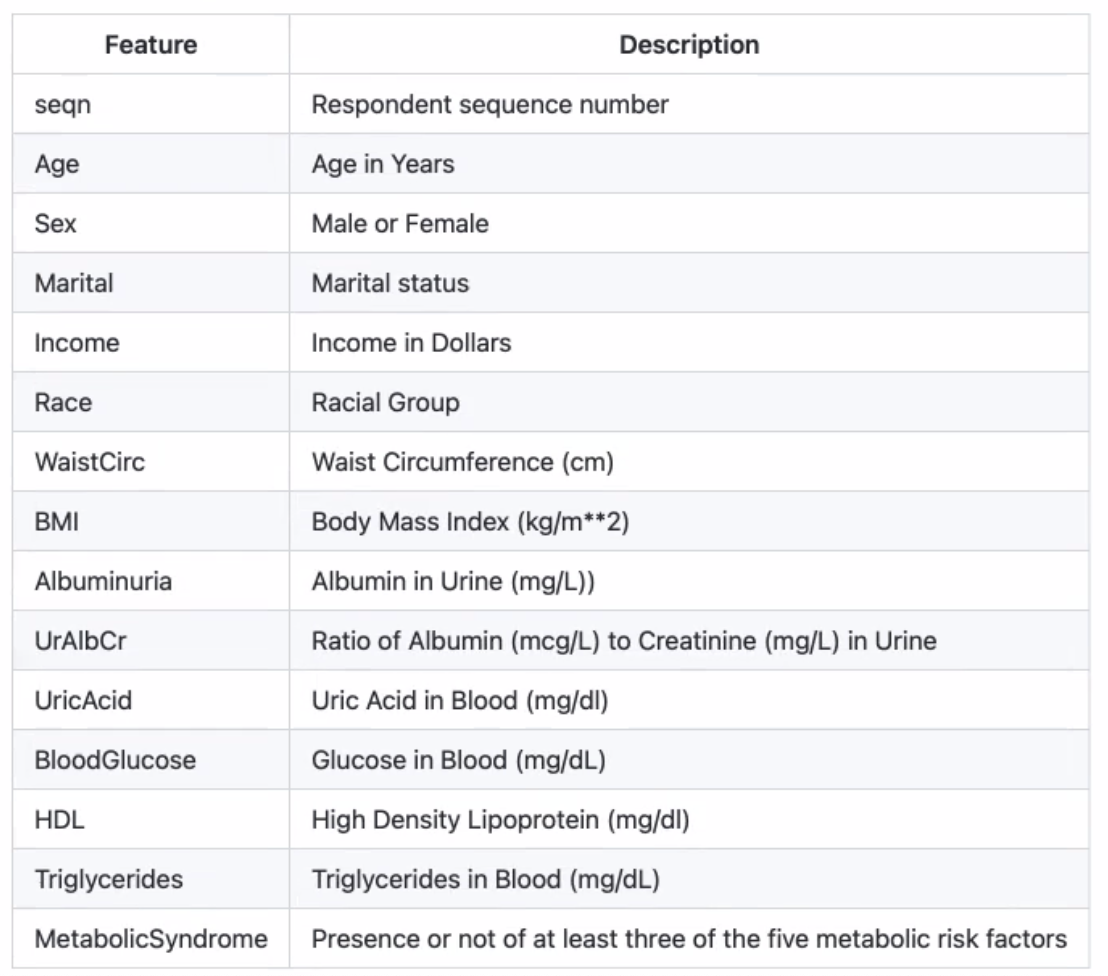 Feature Description
seqn Respondent sequence number
Age Age in Years
Sex Male or Female
Marital Marital status
Income Income in Dollars
Race Racial Group
WaistCirc Waist Circumference (cm)
BMI Body Mass Index (kg/m**2)
Albuminuria Albumin in Urine (mg/L))
UrAlbCr Ratio of Albumin (mcg/L) to Creatinine (mg/L) in Urine
UricAcid Uric Acid in Blood (mg/dl)
BloodGlucose Glucose in Blood (mg/dL)
HDL High Density Lipoprotein (mg/dl)
Triglycerides Triglycerides in Blood (mg/dL)
MetabolicSyndrome Presence or not of at least three of the five metabolic risk factors